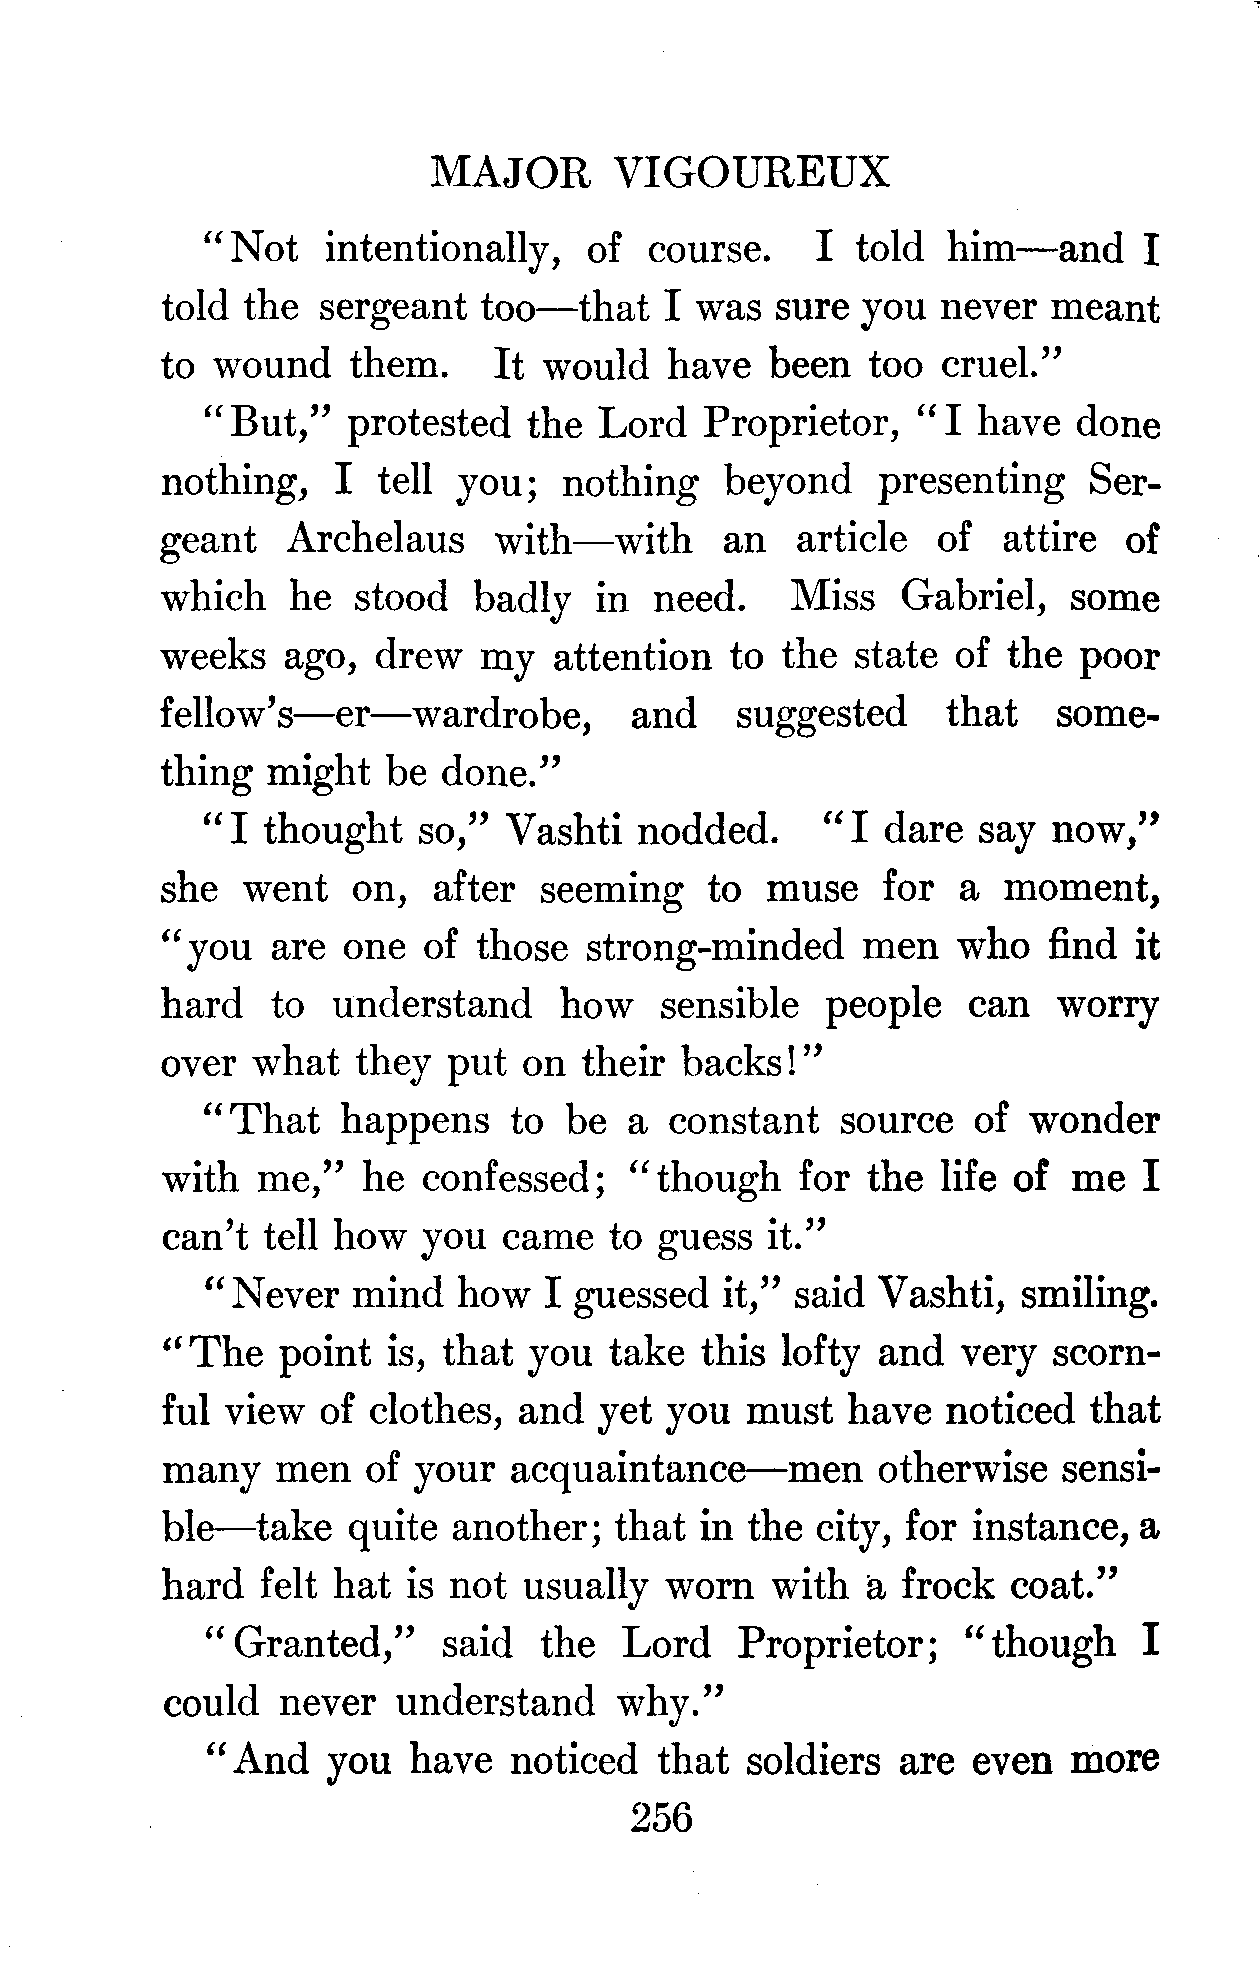 MAJOR VIGOUREUX
"Not intentionally, of course. I told him—and I
told the sergeant too—that I was sure you never meant
to wound them. It would have been too cruel."
"But," protested the Lord Proprietor, "I have done
nothing, I tell you; nothing beyond presenting Ser-
geant Archelaus with—with an article of attire of
which he stood badly in need. Miss Gabriel, some
weeks ago, drew my attention to the state of the poor
fellow's—er—wardrobe, and suggested that some-
thing might be done."
"I thought so," Vashti nodded. "I dare say now,"
she went on, after seeming to muse for a moment,
"you are one of those strong-minded men who find it
hard to understand how sensible people can worry
over what they put on their backs!"
"That happens to be a constant source of wonder
with me," he confessed; "though for the life of me I
can't tell how you came to guess it."
"Never mind how I guessed it," said Vashti, smiling.
"The point is, that you take this lofty and very scorn-
ful view of clothes, and yet you must have noticed that
many men of your acquaintance—men otherwise sensi-
ble—take quite another; that in the city, for instance, a
hard felt hat is not usually worn with a frock coat."
"Granted," said the Lord Proprietor; "though I
could never understand why."
"And you have noticed that soldiers are even more
256